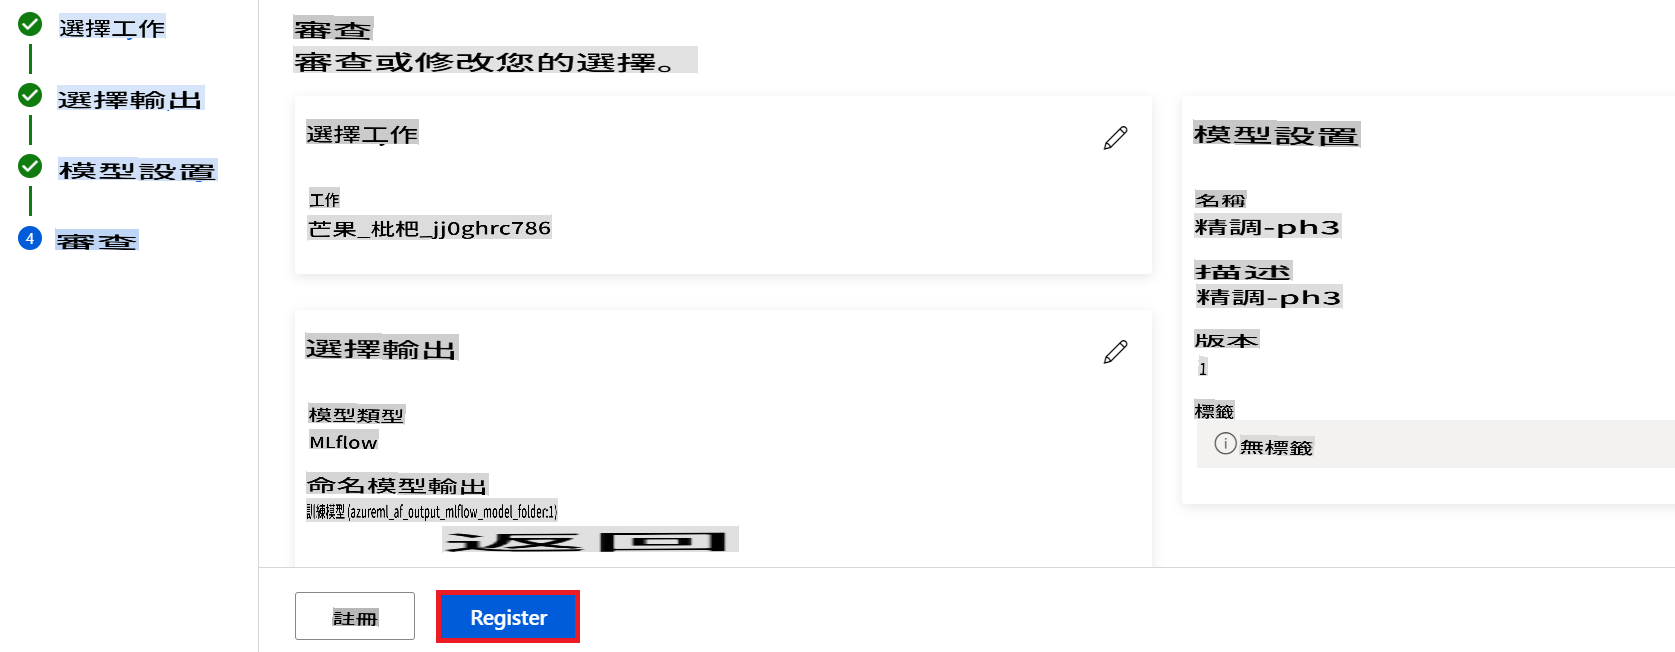 選擇工作
選擇輸出
模型設置
4
審查
審查
審查或修改您的選擇。
選擇工作
工作
芒果_枇杷_jj0ghrc786
選擇輸出
模型類型
MLflow
命名模型輸出
訓練模型 (azureml_af_output_mlflow_model_folder:1)
返回
模型設置
名稱
精調-ph3
描述
精調-ph3
版本
1
標籤
無標籤
註冊
Register